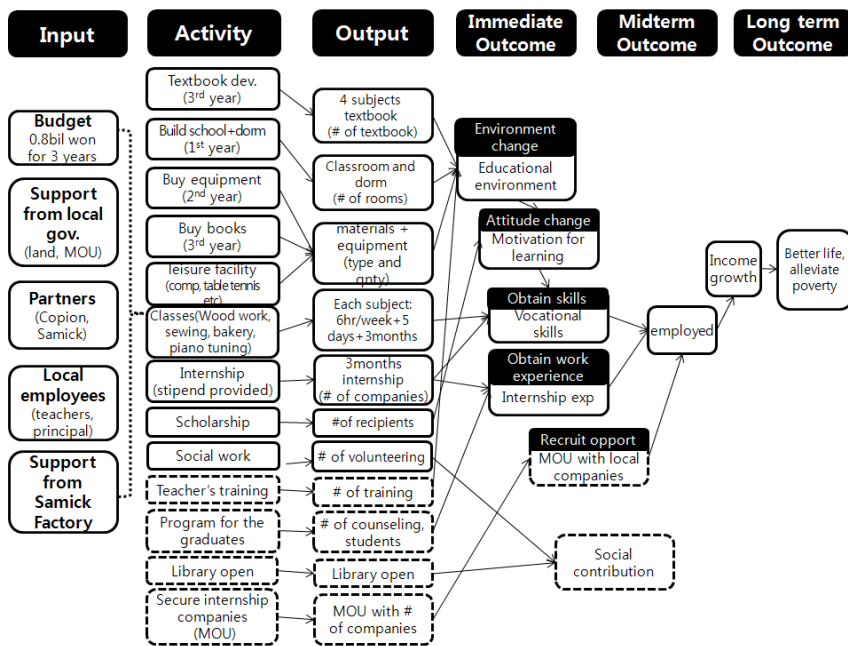 Input
Activity
Output
Immediate
Outcome
Midterm
Outcome
Long term
Outcome
Budget
0.8bil won
for 3 years
Support
from local
gov.
(land, MOU)
Partners
(Copion,
Samick)
Local
employees
(teachers,
principal)
Support
from
Samick
Factory
Textbook dev.
(3rd year)
Build school+dorm
(1st year)
Buy equipment
(2nd year)
Buy books
(3rd year)
leisure facility
(comp, table tennis
etc)
Classes(Wood work,
sewing, bakery,
piano tuning)
Internship
(stipend provided)
Scholarship
Social work
Teacher's training
Program for the
graduates
Library open
Secure internship
companies
(MOU)
4 subjects
textbook
(# of textbook)
Classroom and
dorm
(# of rooms)
materials +
equipment
(type and
qnty)
Each subject:
6hr/week+5
days+3months
3months
internship
(# of companies)
#of recipients
# of volunteering
# of training
# of counseling,
students
Library open
MOU with #
of companies
Environment
change
Educational
environment
Attitude change
Motivation for
learning
Obtain skills
Vocational
skills
Obtain work
experience
Internship exp
Recruit opport
MOU with local
companies
Social
contribution
employed
Income
growth
Better life,
alleviate
poverty